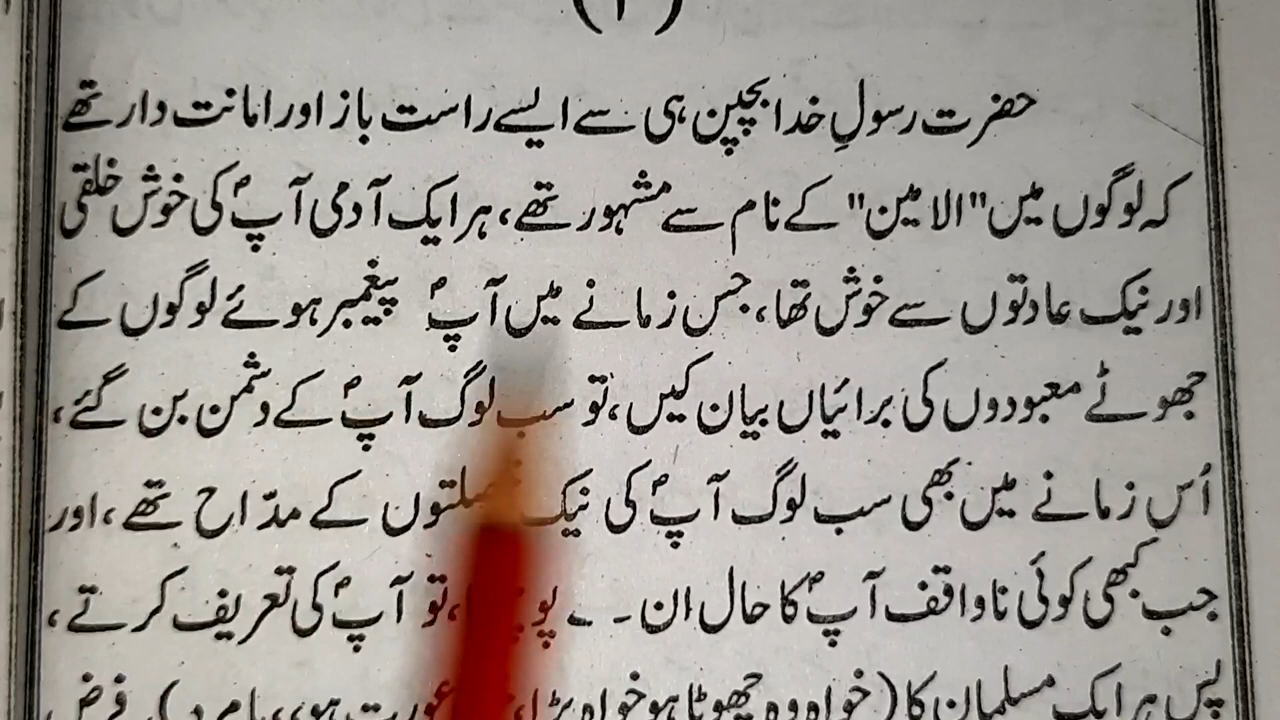 (۲)
حضرت رسولِ خدا بچپن ہی سے ایسے راست باز اور امانت دار تھے
کہ لوگوں میں "الامین" کے نام سے مشہور تھے، ہر ایک آدمی آپؐ کی خوش خلقی
اور نیک عادتوں سے خوش تھا، جس زمانے میں آپؐ پیغمبر ہوئے لوگوں کے
جھوٹے معبودوں کی برائیاں بیان کیں، تو سب لوگ آپؐ کے دشمن بن گئے،
اُس زمانے میں بھی سب لوگ آپؐ کی نیک خصلتوں کے مدّاح تھے، اور
جب کبھی کوئی ناواقف آپؐ کا حال ان ، تو آپؐ کی تعریف کرتے،
پس ہر ایک مسلمان کا (خواہ وہ چھوٹا ہو خواہ بڑا، عورت ہو، یا مرد) فرض